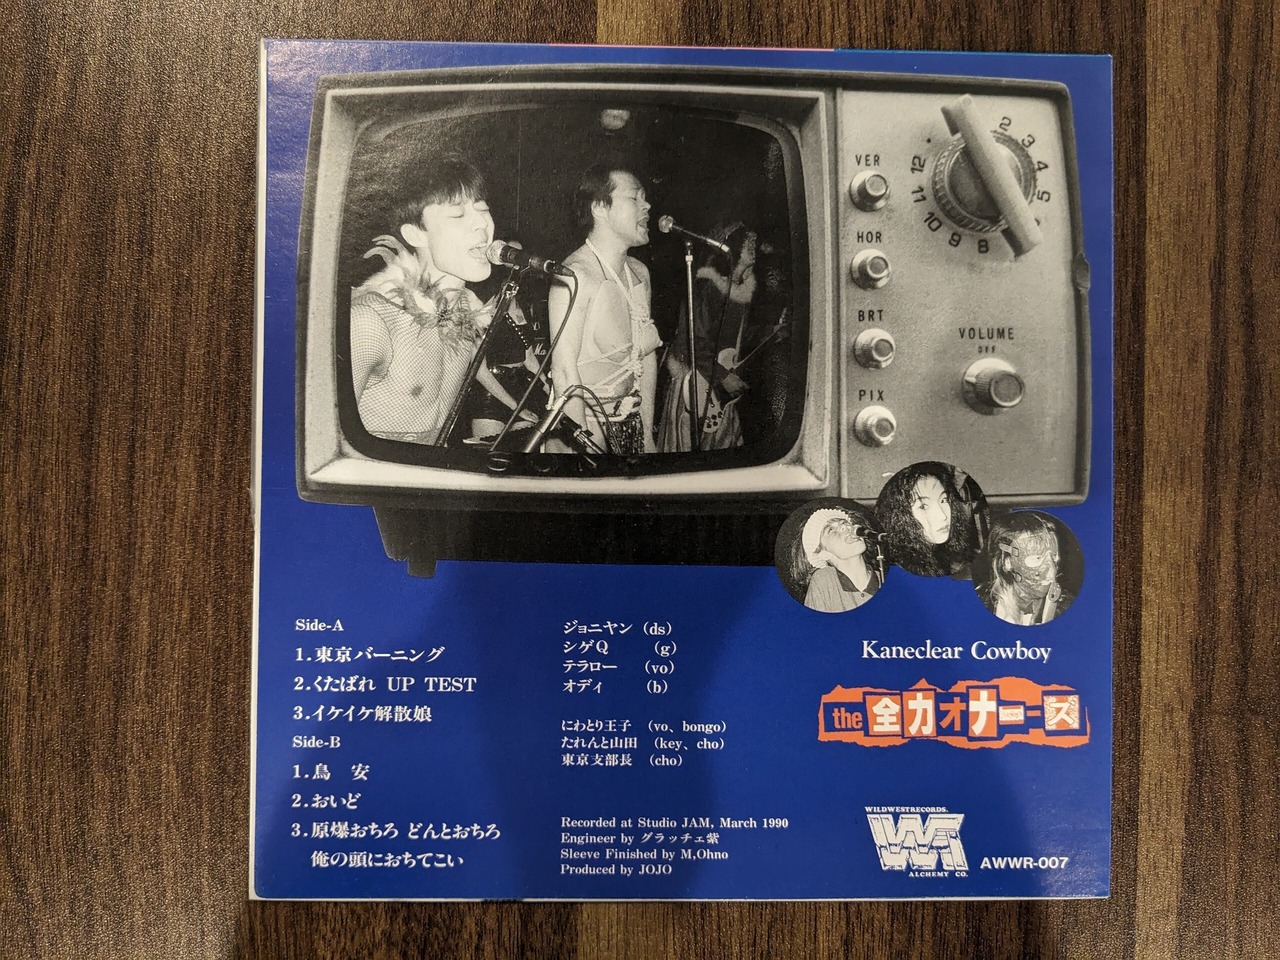 VER
HOR
BRT
PIX
2
3
4
5
8
9
10
11
12
VOLUME
OFF
Side-A
1.東京バーニング
2.くたばれ UP TEST
3.イケイケ解散娘
Side-B
1.鳥 安
2.おいど
3.原爆おちろ どんとおちろ
俺の頭におちてこい
ジョニヤン (ds)
シゲQ (g)
テラロー (vo)
オディ (b)
にわとり王子 (vo、bongo)
たれんと山田 (key、cho)
東京支部長 (cho)
Recorded at Studio JAM, March 1990
Engineer by グラッチェ紫
Sleeve Finished by M,Ohno
Produced by JOJO
Kaneclear Cowboy
the 全力オナーーズ
WILDWESTRECORDS.
WR
ALCHEMY CO.
AWWR-007